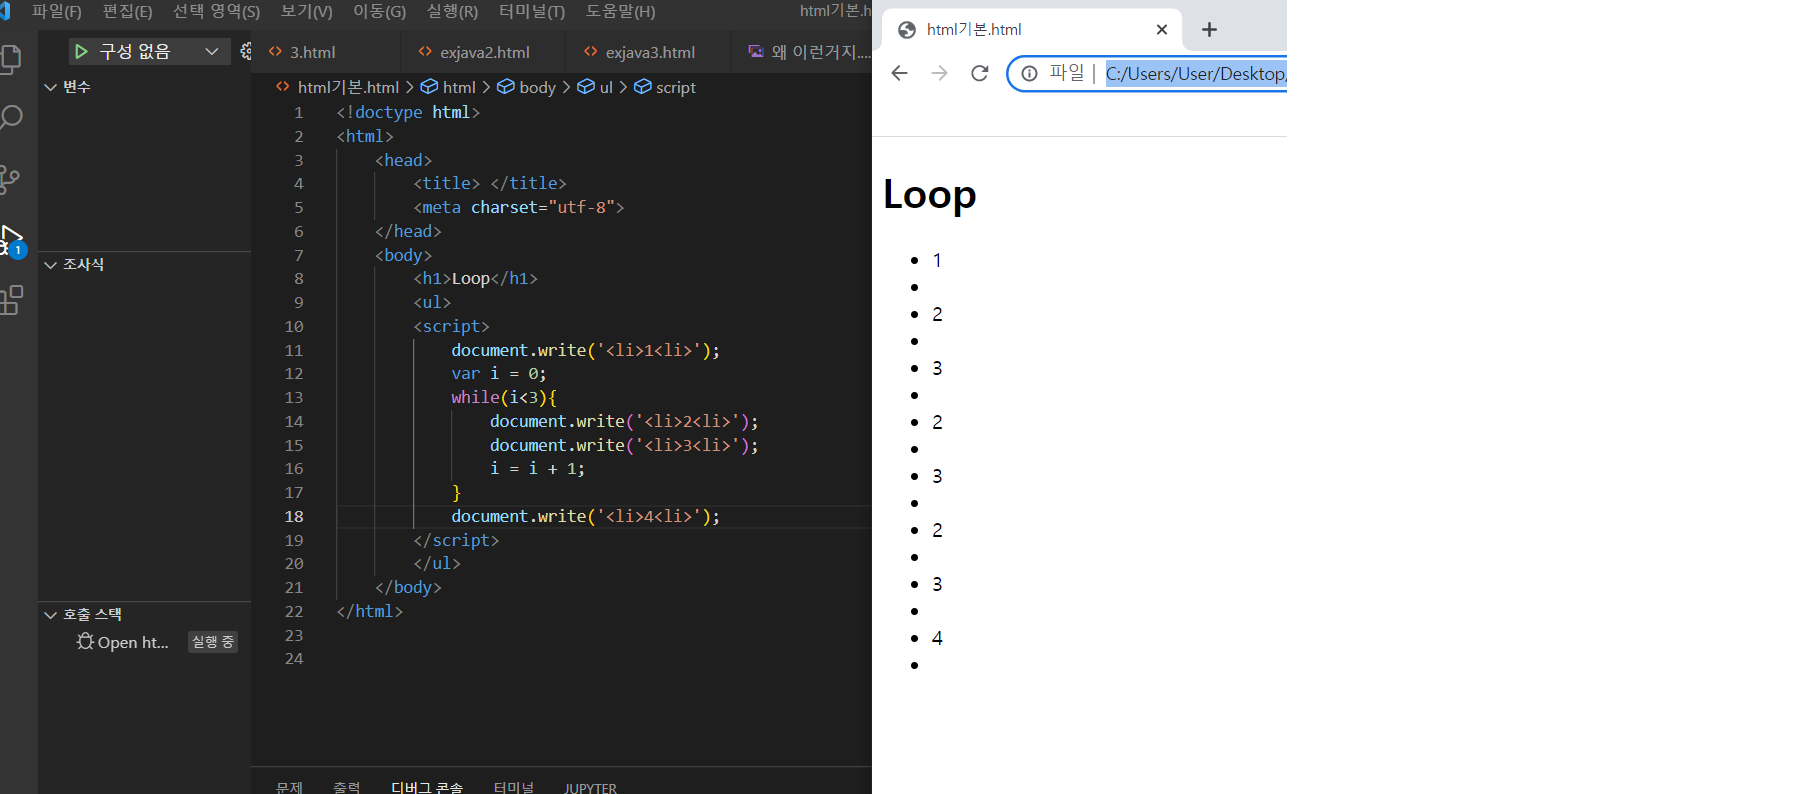 파일(F) 편집(E) 선택 영역(S) 보기(V) 이동(G) 실행(R) 터미널(T) 도움말(H) html기본.h
구성 없음
3.html exjava2.html exjava3.html 왜 이런거지....
변수
html기본.html > html > body > ul > script
1 <!doctype html>
2 <html>
3 <head>
4 <title> </title>
5 <meta charset="utf-8">
6 </head>
7 <body>
8 <h1>Loop</h1>
9 <ul>
10 <script>
11 document.write('<li>1<li>');
12 var i = 0;
13 while(i<3){
14 document.write('<li>2<li>');
15 document.write('<li>3<li>');
16 i = i + 1;
17 }
18 document.write('<li>4<li>');
19 </script>
20 </ul>
21 </body>
22 </html>
23
24
1
조사식
호출 스택
Open ht... 실행 중
문제 출력 디버그 콘솔 터미널 JUPYTER
html기본.html
파일 | C:/Users/User/Desktop/
Loop
1
2
3
2
3
2
3
4